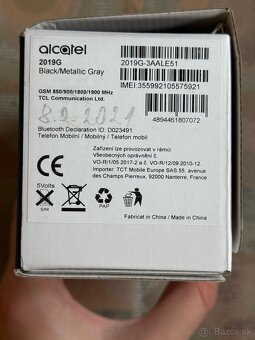 alcatel
2019G
Black/Metallic Gray
GSM 850/900/1800/1900 MHz
TCL Communication Ltd.
8.2.2021
Bluetooth Declaration ID: D023491
Telefon Mobilni / Mobilný / Telefon mobil
2019G-3AALE51
IMEI:355992105575921
4894461807072
Zařízení lze provozovat v rámci
Všeobecných oprávnění č.
VO-R/1/05.2017-2 a č. VO-R/12/09.2010-12.
Importer: TCT Mobile Europe SAS 55, avenue
des Champs Pierreux, 92000 Nanterre, France
5Volts
SIM
PAP
Fabricat in China / Made in China
bazos.sk